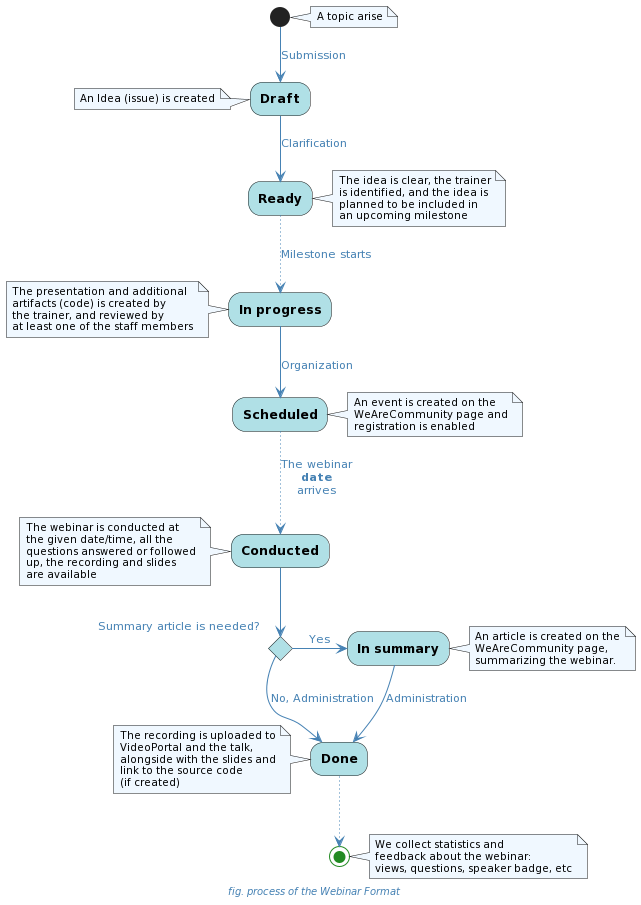 A topic arise
Submission
An Idea (issue) is created
Draft
Clarification
Ready
The idea is clear, the trainer
is identified, and the idea is
planned to be included in
an upcoming milestone
Milestone starts
The presentation and additional
artifacts (code) is created by
the trainer, and reviewed by
at least one of the staff members
In progress
Organization
Scheduled
An event is created on the
WeAreCommunity page and
registration is enabled
The webinar
date
arrives
The webinar is conducted at
the given date/time, all the
questions answered or followed
up, the recording and slides
are available
Conducted
Summary article is needed?
Yes
In summary
An article is created on the
WeAreCommunity page,
summarizing the webinar.
No, Administration
Administration
The recording is uploaded to
VideoPortal and the talk,
alongside with the slides and
link to the source code
(if created)
Done
We collect statistics and
feedback about the webinar:
views, questions, speaker badge, etc
fig. process of the Webinar Format